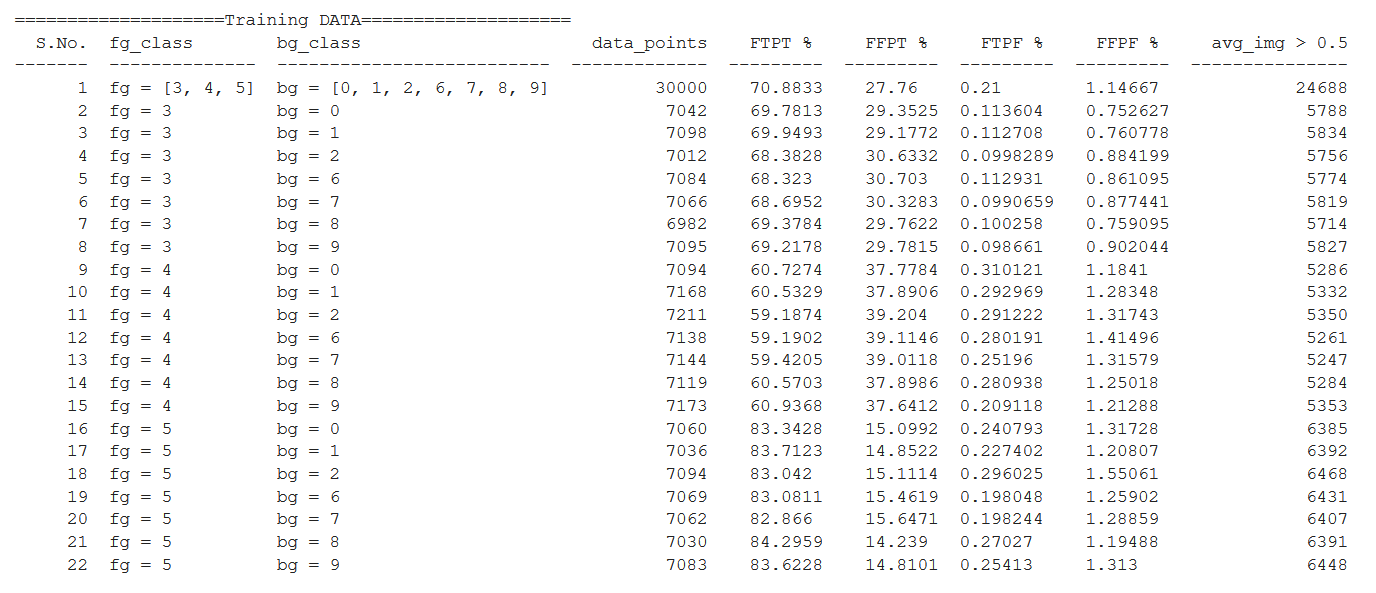 =====================Training DATA=====================
S.No.  fg_class  bg_class  data_points  FTPT %  FFPT %  FTPF %  FFPF %  avg_img > 0.5
-------  --------------  ---------------------------  -------------  ---------  ---------  ---------  ---------  ---------------
1  fg = [3, 4, 5]  bg = [0, 1, 2, 6, 7, 8, 9]  30000  70.8833  27.76  0.21  1.14667  24688
2  fg = 3  bg = 0  7042  69.7813  29.3525  0.113604  0.752627  5788
3  fg = 3  bg = 1  7098  69.9493  29.1772  0.112708  0.760778  5834
4  fg = 3  bg = 2  7012  68.3828  30.6332  0.0998289  0.884199  5756
5  fg = 3  bg = 6  7084  68.323  30.703  0.112931  0.861095  5774
6  fg = 3  bg = 7  7066  68.6952  30.3283  0.0990659  0.877441  5819
7  fg = 3  bg = 8  6982  69.3784  29.7622  0.100258  0.759095  5714
8  fg = 3  bg = 9  7095  69.2178  29.7815  0.098661  0.902044  5827
9  fg = 4  bg = 0  7094  60.7274  37.7784  0.310121  1.1841  5286
10  fg = 4  bg = 1  7168  60.5329  37.8906  0.292969  1.28348  5332
11  fg = 4  bg = 2  7211  59.1874  39.204  0.291222  1.31743  5350
12  fg = 4  bg = 6  7138  59.1902  39.1146  0.280191  1.41496  5261
13  fg = 4  bg = 7  7144  59.4205  39.0118  0.25196  1.31579  5247
14  fg = 4  bg = 8  7119  60.5703  37.8986  0.280938  1.25018  5284
15  fg = 4  bg = 9  7173  60.9368  37.6412  0.209118  1.21288  5353
16  fg = 5  bg = 0  7060  83.3428  15.0992  0.240793  1.31728  6385
17  fg = 5  bg = 1  7036  83.7123  14.8522  0.227402  1.20807  6392
18  fg = 5  bg = 2  7094  83.042  15.1114  0.296025  1.55061  6468
19  fg = 5  bg = 6  7069  83.0811  15.4619  0.198048  1.25902  6431
20  fg = 5  bg = 7  7062  82.866  15.6471  0.198244  1.28859  6407
21  fg = 5  bg = 8  7030  84.2959  14.239  0.27027  1.19488  6391
22  fg = 5  bg = 9  7083  83.6228  14.8101  0.25413  1.313  6448